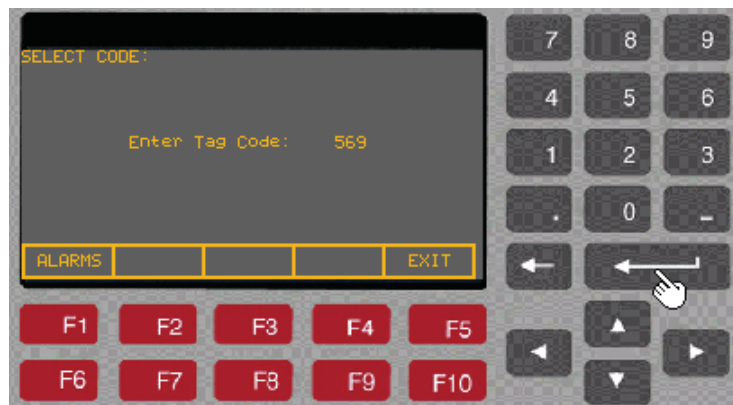 SELECT CODE:
Enter Tag Code: 569
ALARMS EXIT
F1 F2 F3 F4 F5
F6 F7 F8 F9 F10
7 8 9
4 5 6
1 2 3
. 0 -